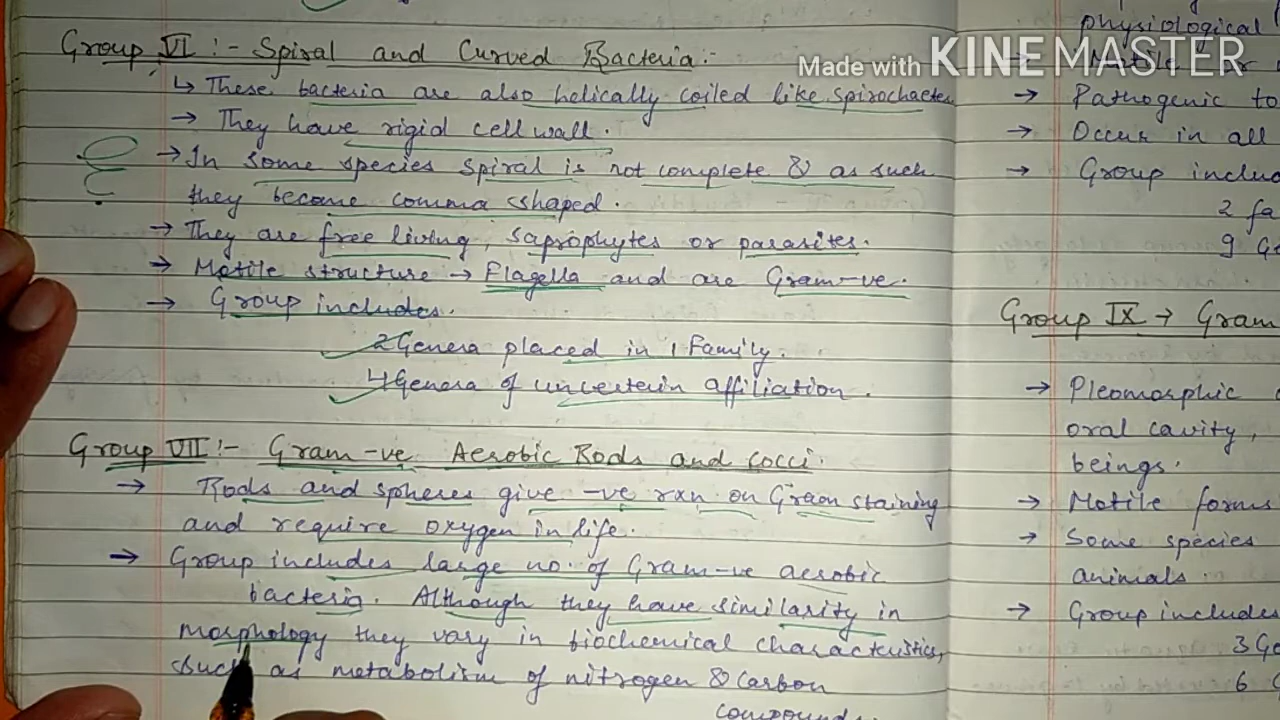 Group VI :- Spiral and Curved Bacteria :-
↳ These bacteria are also helically coiled like Spirochaetes
→ They have rigid cell wall.
→ In some species spiral is not complete & as such
they become comma shaped.
→ They are free living, saprophytes or parasites.
→ Motile structure → Flagella and are Gram-ve.
→ Group includes.
2 Genera placed in 1 Family.
4 Genera of uncertain affiliation.
Group VII :- Gram-ve Aerobic Rods and cocci.
→ Rods and spheres give -ve rxn on Gram staining
and require oxygen in life.
→ Group includes large no. of Gram-ve aerobic
bacteria. Although they have similarity in
morphology they vary in biochemical characteristics,
such as metabolism of nitrogen & carbon
compounds.
physiological
Made with KINEMASTER
→ Motile
→ Pathogenic to
→ Occur in all
→ Group includ
2 fa
9 Ge
Group IX → Gram
→ Pleomorphic
oral cavity,
beings.
→ Motile forms
→ Some species
animals.
→ Group includes
3 Ge
6